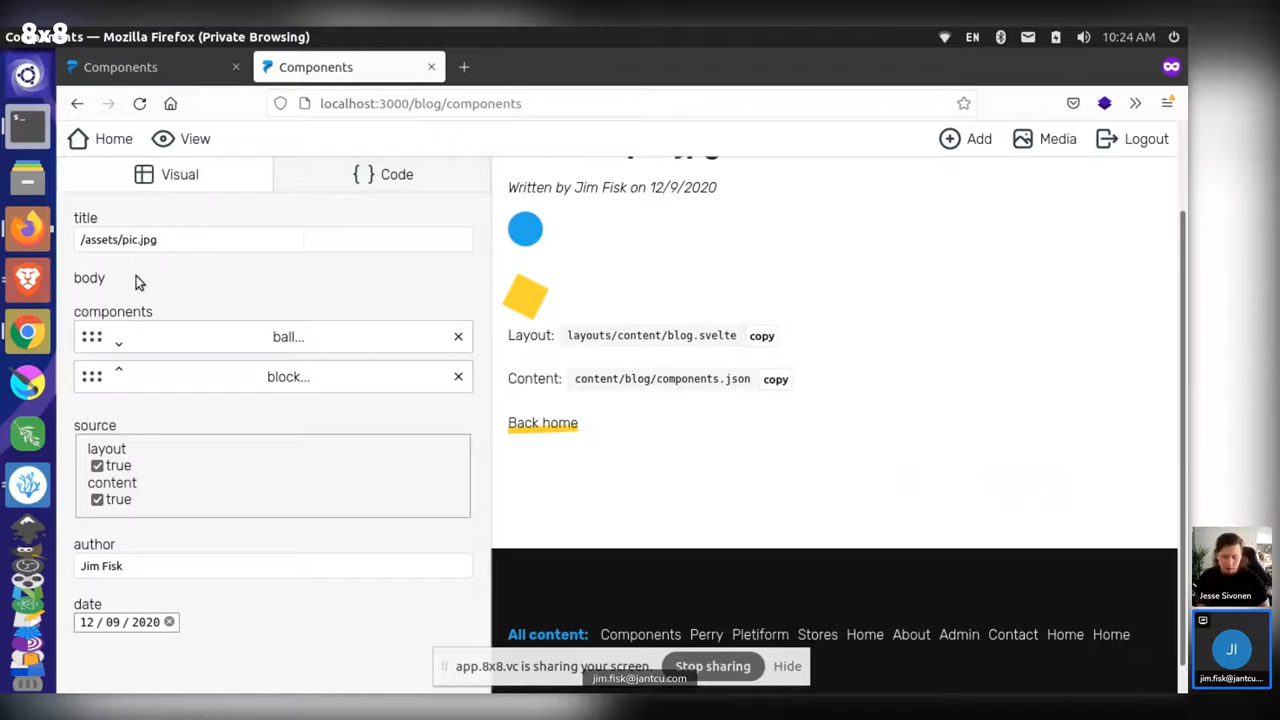 8x8
C nents — Mozilla Firefox (Private Browsing)
EN
10:24 AM
Components
Components
localhost:3000/blog/components
Home
View
Add
Media
Logout
Visual
{ } Code
Written by Jim Fisk on 12/9/2020
title
/assets/pic.jpg
body
components
ball...
block...
Layout: layouts/content/blog.svelte copy
Content: content/blog/components.json copy
Back home
source
layout
true
content
true
author
Jim Fisk
date
12/09/2020
All content: Components Perry Pletiform Stores Home About Admin Contact Home Home
app.8x8.vc is sharing your screen. Stop sharing Hide
jim.fisk@jantcu.com
Jesse Sivonen
JI
jim.fisk@jantcu....